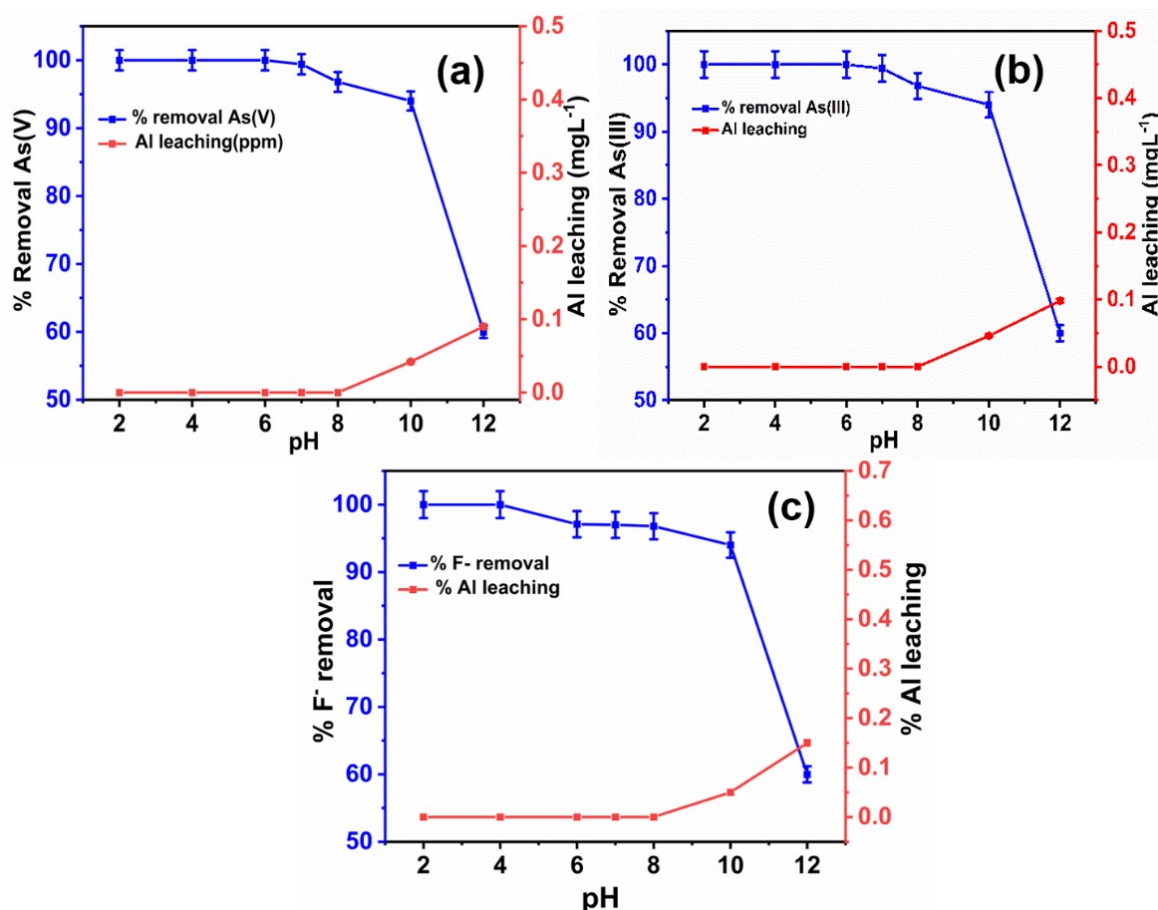 (a)
% removal As(V)
Al leaching(ppm)
% Removal As(V)
100
90
80
70
60
50
2 4 6 8 10 12
pH
0.5
0.4
0.3
0.2
0.1
0.0
Al leaching (mgL⁻¹)
(b)
% removal As(III)
Al leaching
% Removal As(III)
100
90
80
70
60
50
2 4 6 8 10 12
pH
0.5
0.4
0.3
0.2
0.1
0.0
Al leaching (mgL⁻¹)
(c)
% F- removal
% Al leaching
% F⁻ removal
100
90
80
70
60
50
2 4 6 8 10 12
pH
0.7
0.6
0.5
0.4
0.3
0.2
0.1
0.0
% Al leaching